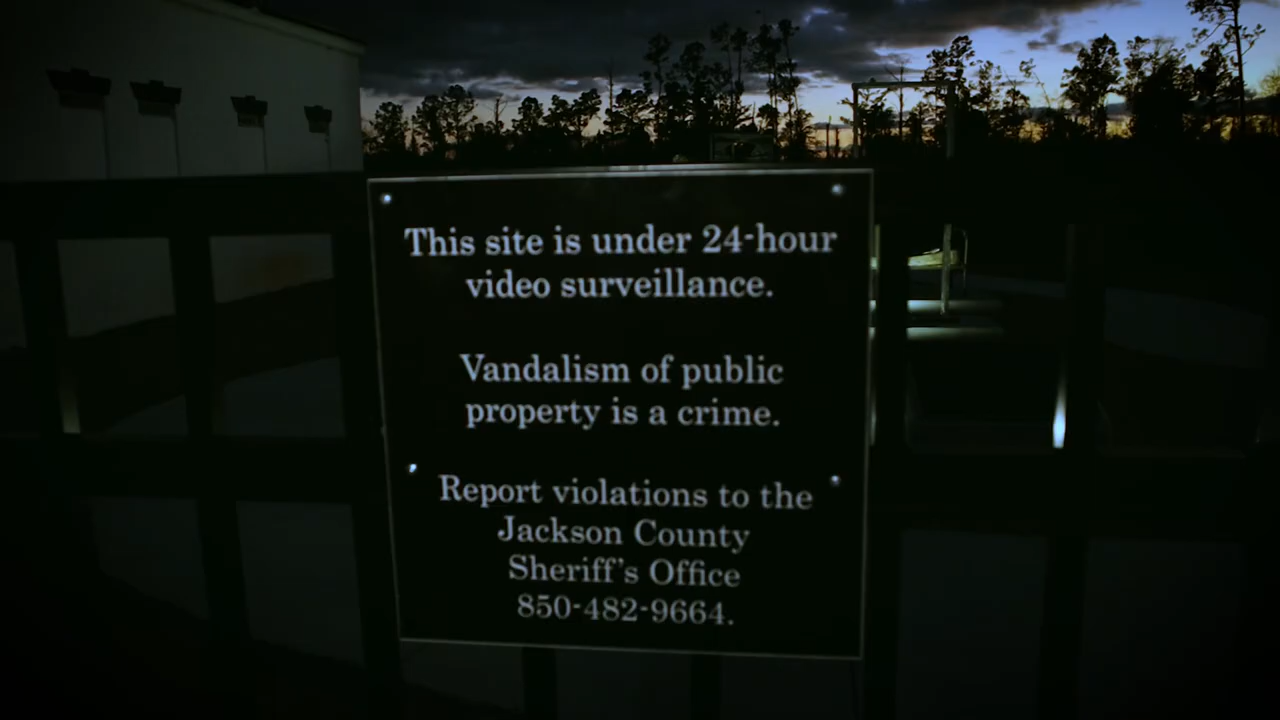 This site is under 24-hour
video surveillance.
Vandalism of public
property is a crime.
Report violations to the
Jackson County
Sheriff's Office
850-482-9664.